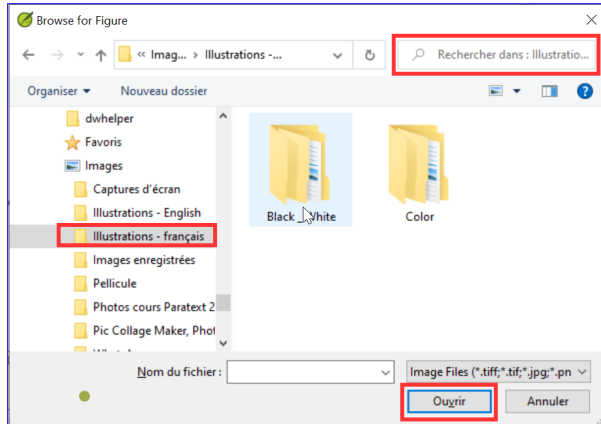 Browse for Figure
« Imag... › Illustrations -...
Rechercher dans : Illustratio...
Organiser
Nouveau dossier
dwhelper
Favoris
Images
Captures d'écran
Illustrations - English
Illustrations - français
Images enregistrées
Pellicule
Photos cours Paratext 2
Pic Collage Maker, Phot
Black _White
Color
Nom du fichier :
Image Files (*.tiff;*.tif;*.jpg;*.pn
Ouvrir
Annuler